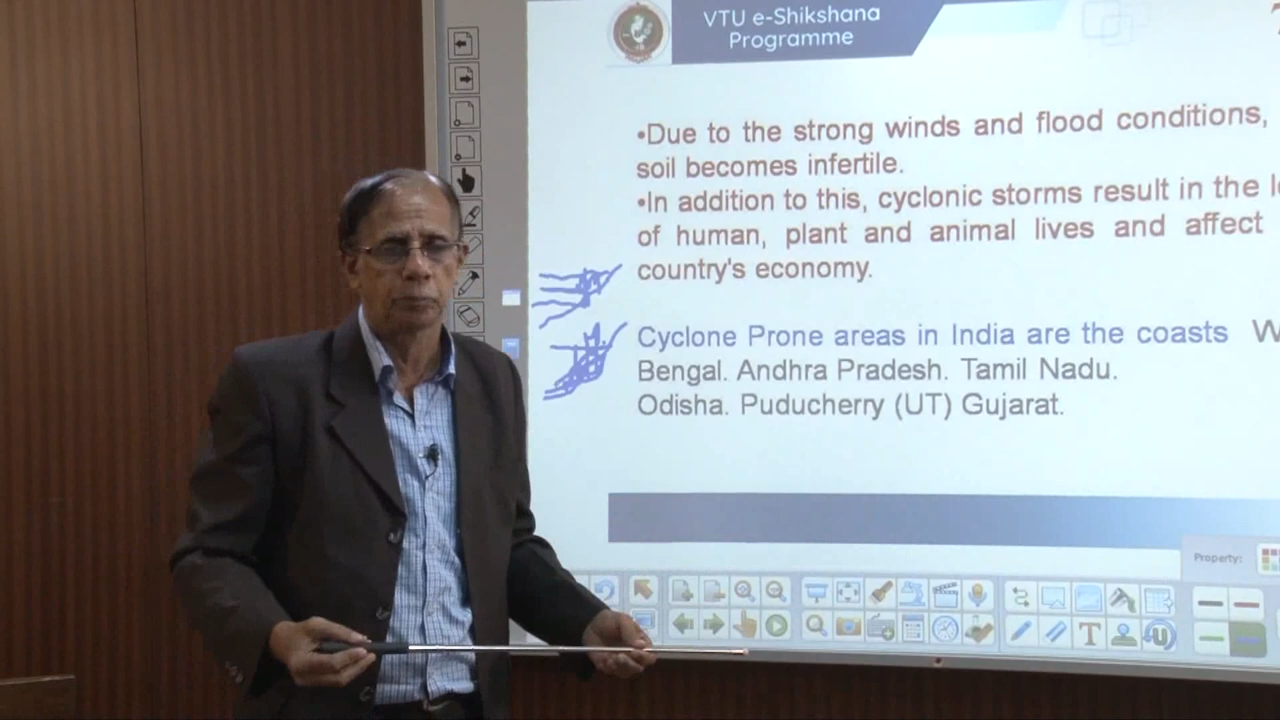 VTU e-Shikshana
Programme
•Due to the strong winds and flood conditions,
soil becomes infertile.
•In addition to this, cyclonic storms result in the
of human, plant and animal lives and affect
country's economy.
Cyclone Prone areas in India are the coasts W
Bengal. Andhra Pradesh. Tamil Nadu.
Odisha. Puducherry (UT) Gujarat.
Property: